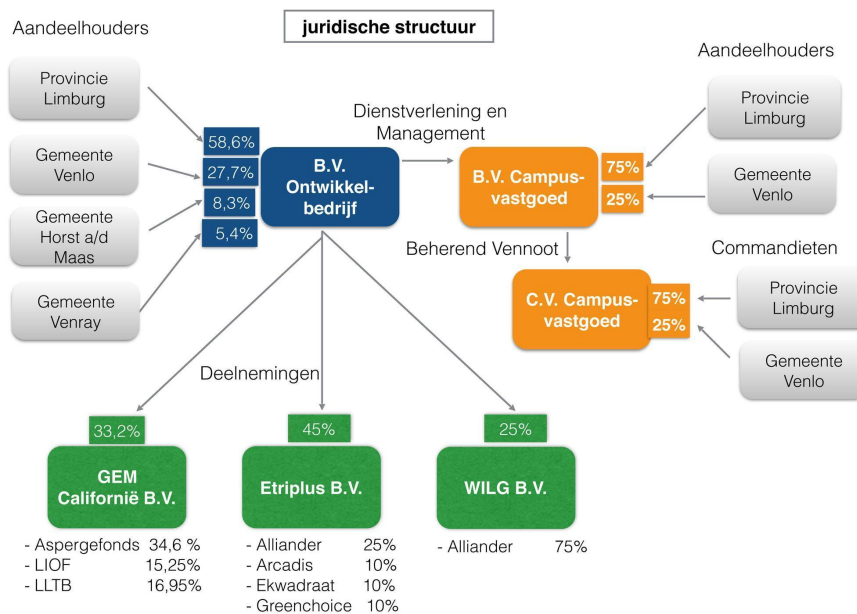 juridische structuur
Aandeelhouders
Provincie
Limburg
Gemeente
Venlo
Gemeente
Horst a/d
Maas
Gemeente
Venray
58,6%
27,7%
8,3%
5,4%
B.V.
Ontwikkel-
bedrijf
Dienstverlening en
Management
B.V. Campus-
vastgoed
75%
25%
Aandeelhouders
Provincie
Limburg
Gemeente
Venlo
Beherend Vennoot
C.V. Campus-
vastgoed
75%
25%
Commandieten
Provincie
Limburg
Gemeente
Venlo
Deelnemingen
33,2%
GEM
Californië B.V.
- Aspergefonds 34,6 %
- LIOF 15,25%
- LLTB 16,95%
45%
Etriplus B.V.
- Alliander 25%
- Arcadis 10%
- Ekwadraat 10%
- Greenchoice 10%
25%
WILG B.V.
- Alliander 75%